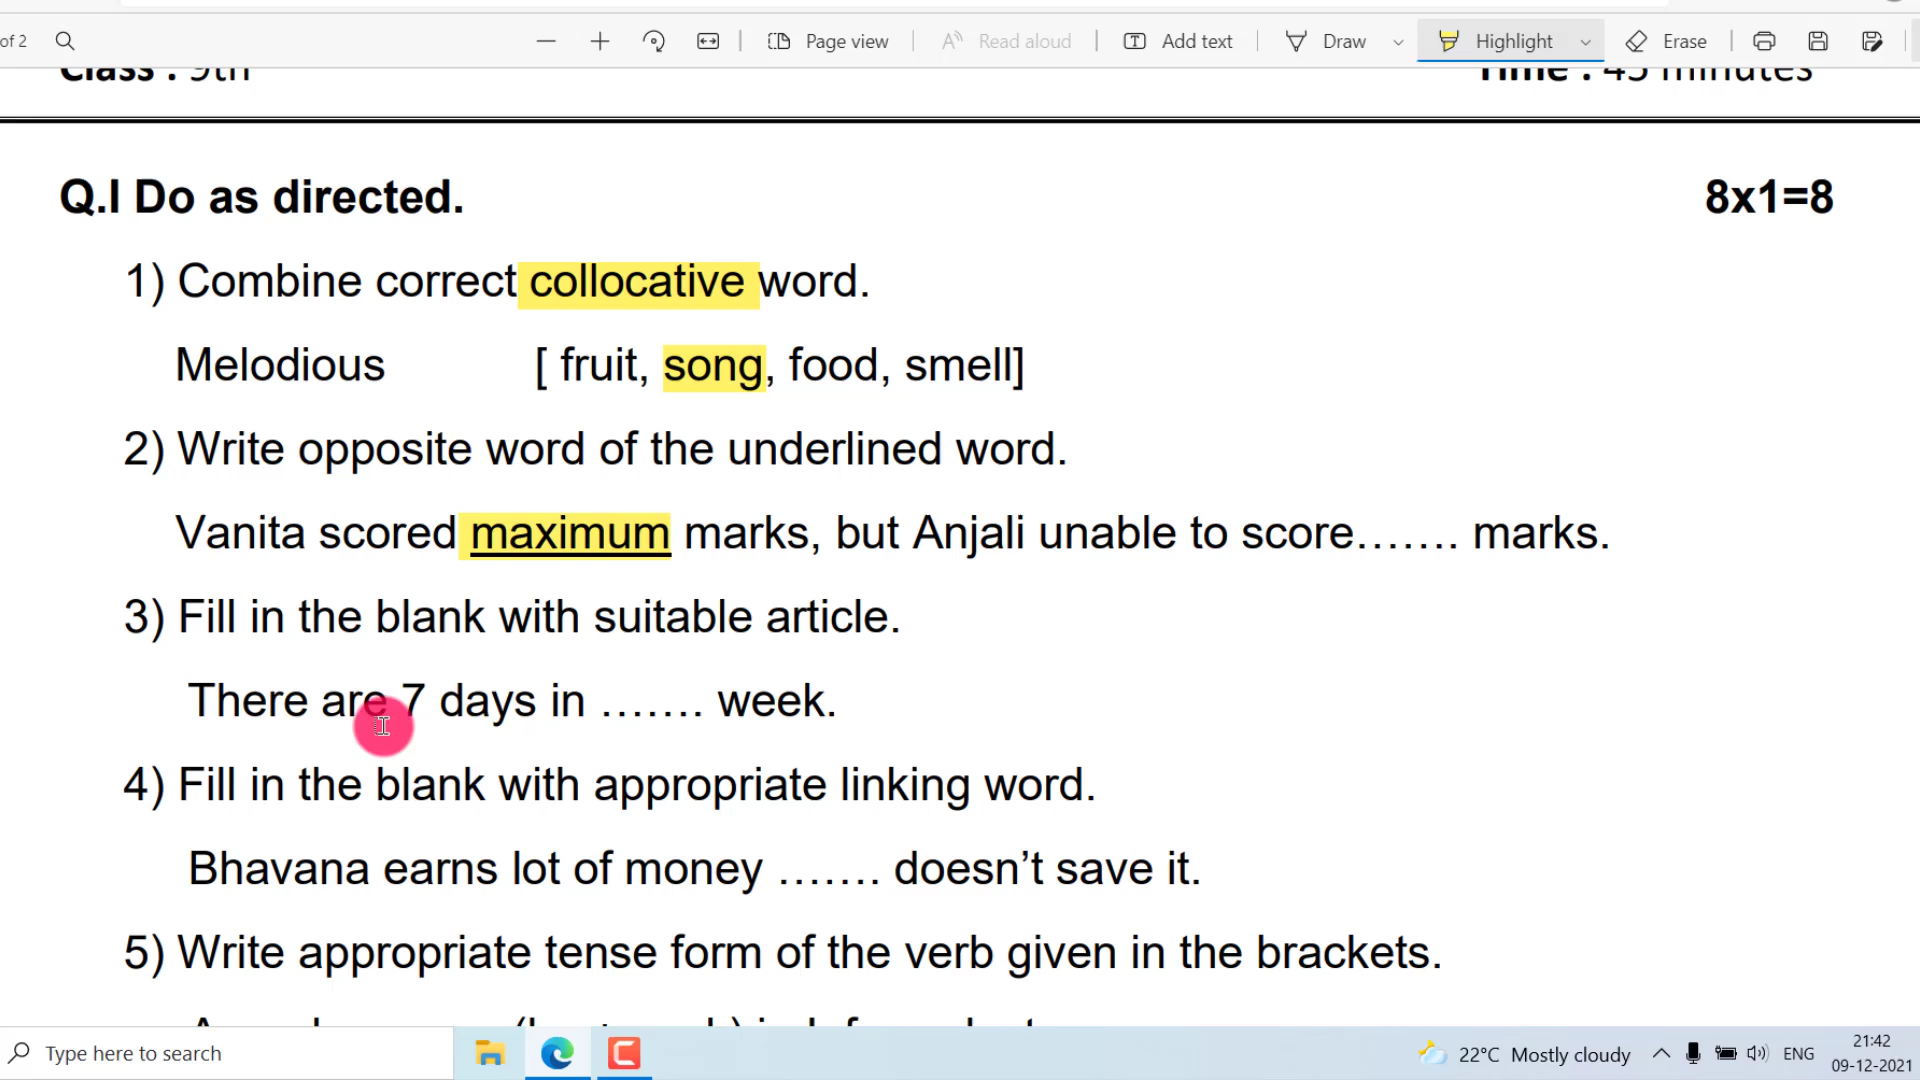 of 2 Page view Read aloud Add text Draw Highlight Erase
Class : 9th Time : 45 minutes
Q.I Do as directed. 8x1=8
1) Combine correct collocative word.
Melodious [ fruit, song, food, smell]
2) Write opposite word of the underlined word.
Vanita scored maximum marks, but Anjali unable to score……. marks.
3) Fill in the blank with suitable article.
There are 7 days in ……. week.
4) Fill in the blank with appropriate linking word.
Bhavana earns lot of money ……. doesn’t save it.
5) Write appropriate tense form of the verb given in the brackets.
Type here to search 22°C Mostly cloudy ENG 21:42
09-12-2021